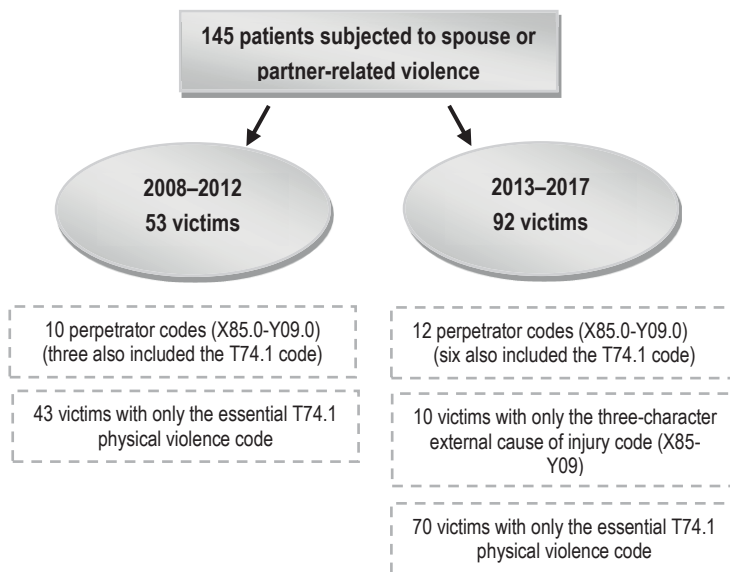 145 patients subjected to spouse or
partner-related violence
2008–2012
53 victims
2013–2017
92 victims
10 perpetrator codes (X85.0-Y09.0)
(three also included the T74.1 code)
43 victims with only the essential T74.1
physical violence code
12 perpetrator codes (X85.0-Y09.0)
(six also included the T74.1 code)
10 victims with only the three-character
external cause of injury code (X85-
Y09)
70 victims with only the essential T74.1
physical violence code